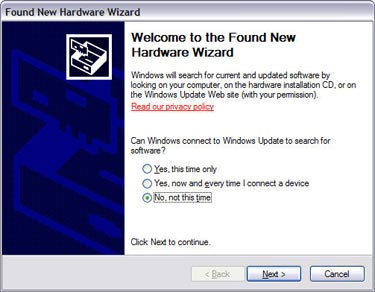 Found New Hardware Wizard
Welcome to the Found New
Hardware Wizard
Windows will search for current and updated software by
looking on your computer, on the hardware installation CD, or on
the Windows Update Web site (with your permission).
Read our privacy policy
Can Windows connect to Windows Update to search for
software?
Yes, this time only
Yes, now and every time I connect a device
No, not this time
Click Next to continue.
< Back Next > Cancel